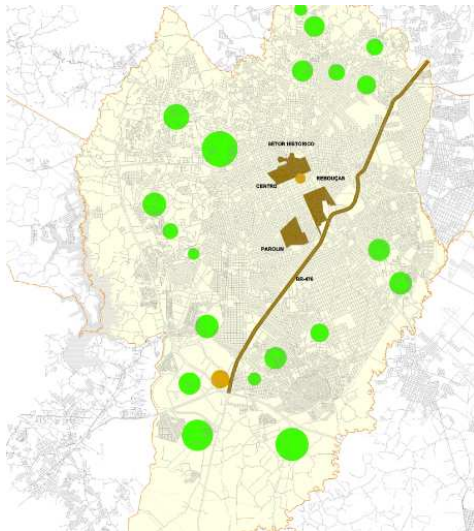 SETOR HISTÓRICO
CENTRO
REBOUÇAS
PAROLIN
BR-476